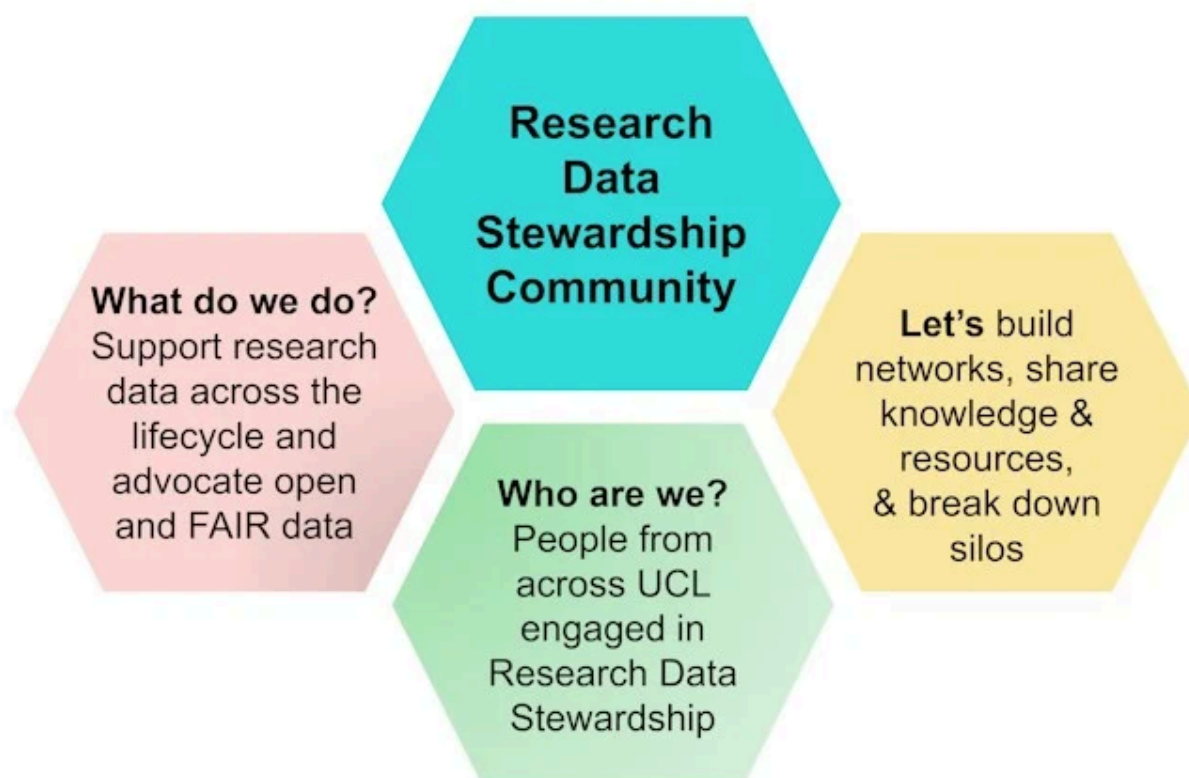 Research
Data
Stewardship
Community
What do we do?
Support research
data across the
lifecycle and
advocate open
and FAIR data
Who are we?
People from
across UCL
engaged in
Research Data
Stewardship
Let’s build
networks, share
knowledge &
resources,
& break down
silos